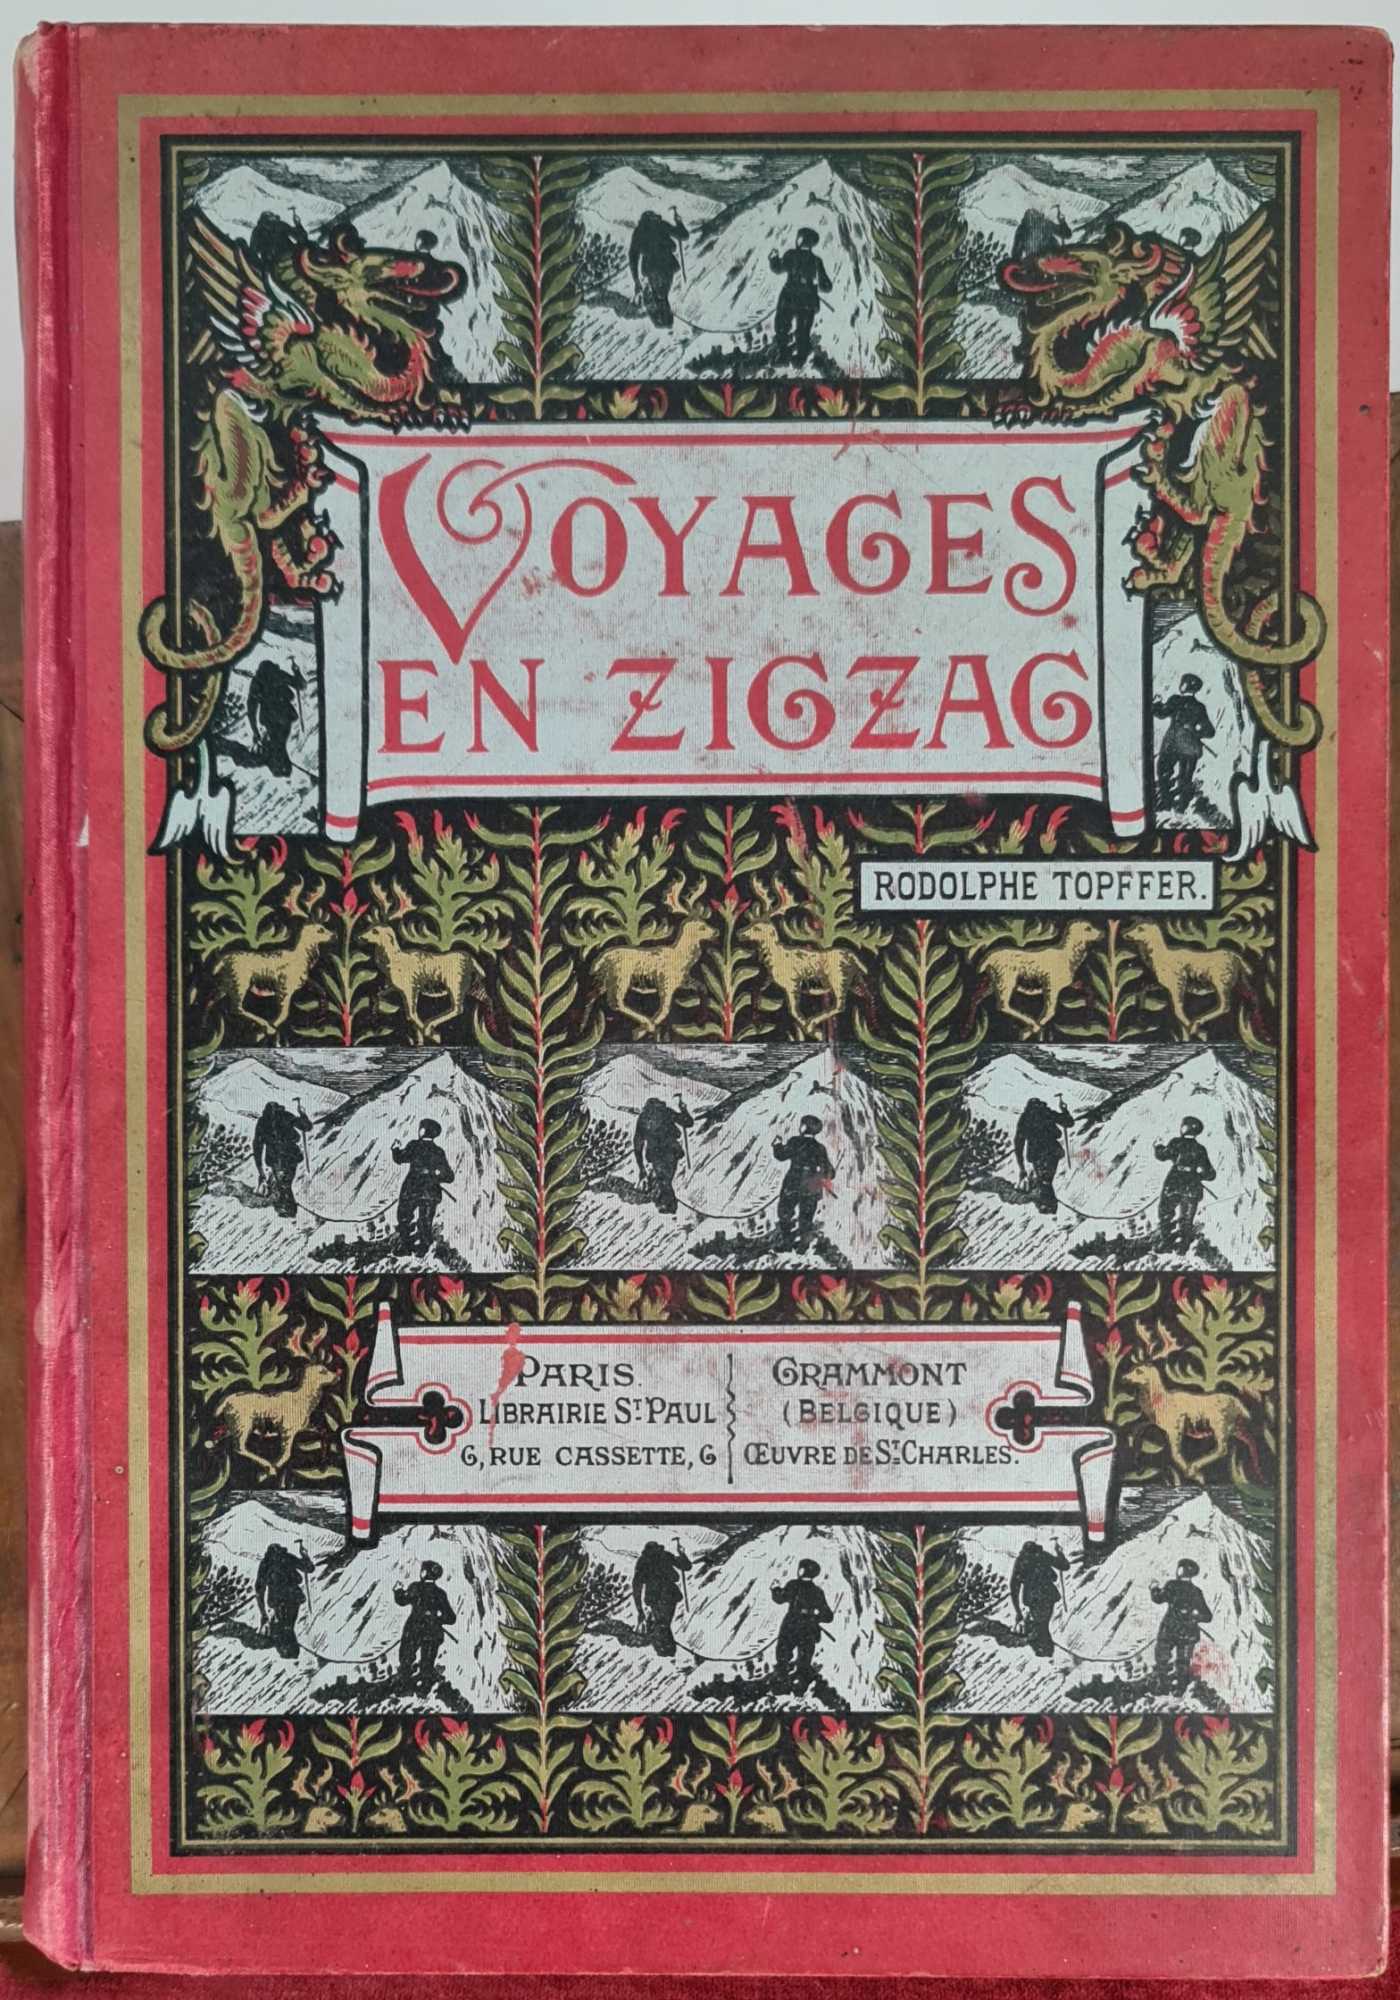 VOYAGES
EN ZIGZAG
RODOLPHE TOPFFER.
PARIS.
LIBRAIRIE ST PAUL
6, RUE CASSETTE, 6
GRAMMONT
(BELGIQUE)
ŒUVRE DE ST CHARLES.